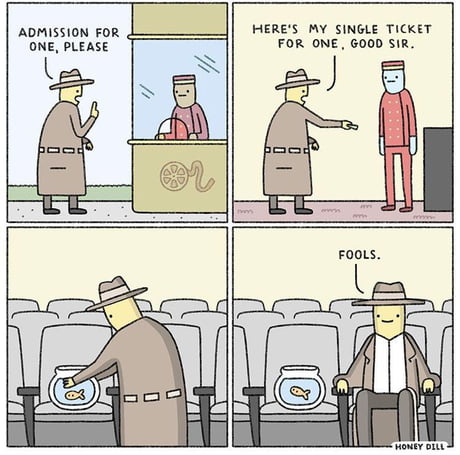 ADMISSION FOR
ONE, PLEASE
HERE'S MY SINGLE TICKET
FOR ONE, GOOD SIR.
FOOLS.
HONEY DILL